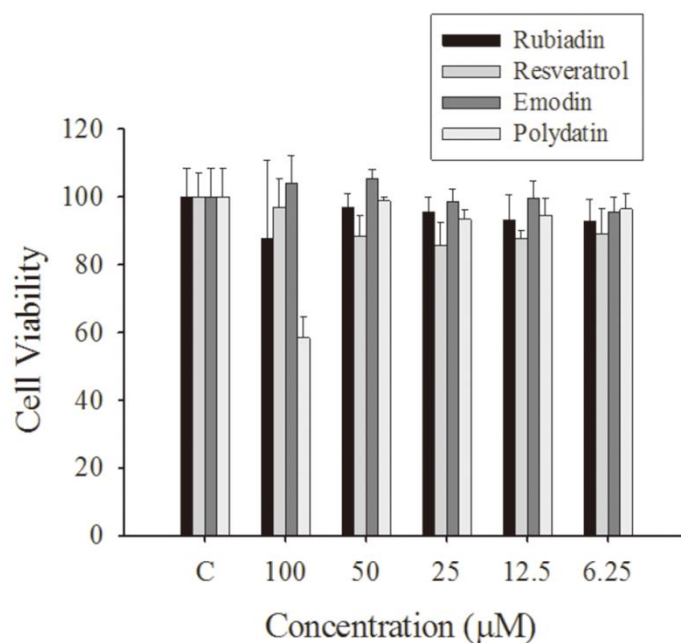 Rubiadin
Resveratrol
Emodin
Polydatin
120
100
80
60
40
20
0
Cell Viability
C 100 50 25 12.5 6.25
Concentration (μM)